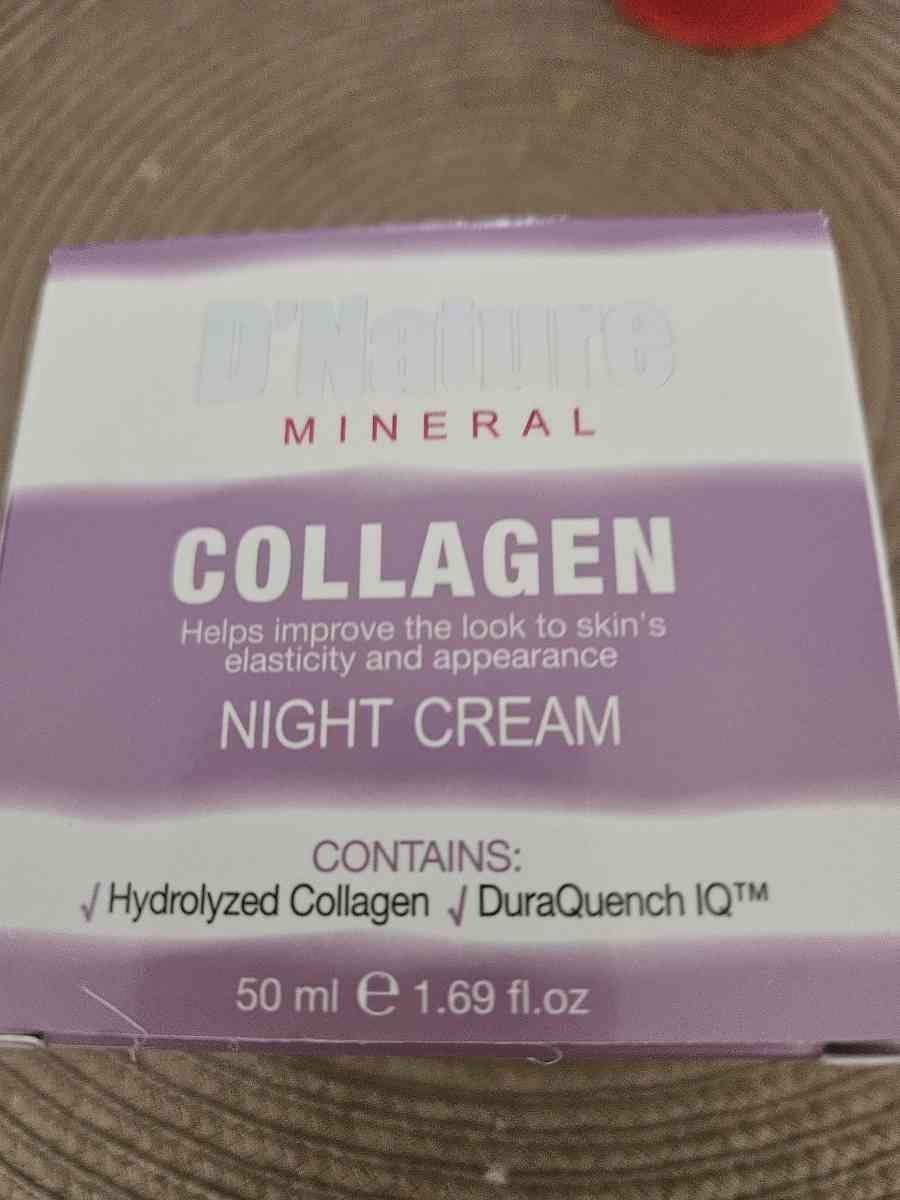 D'Nature
MINERAL
COLLAGEN
Helps improve the look to skin's
elasticity and appearance
NIGHT CREAM
CONTAINS:
√ Hydrolyzed Collagen √ DuraQuench IQ™
50 ml ℮ 1.69 fl.oz